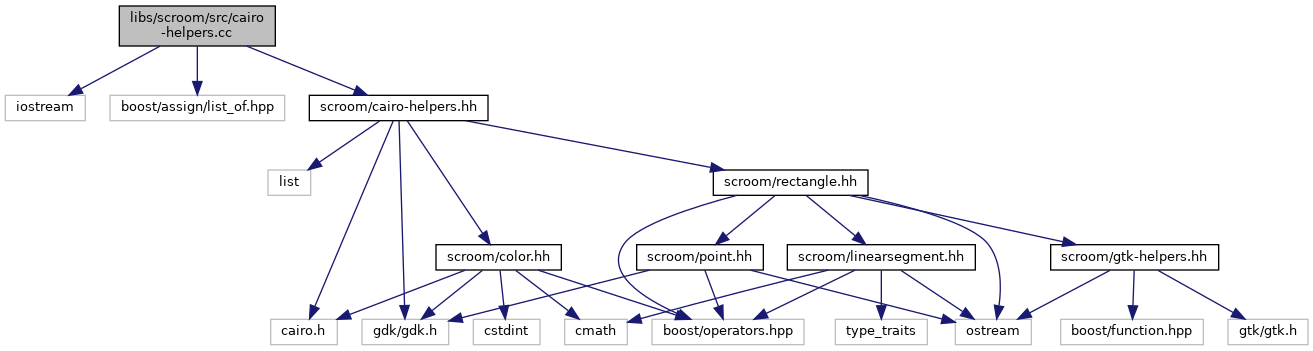 libs/scroom/src/cairo
-helpers.cc
iostream
boost/assign/list_of.hpp
scroom/cairo-helpers.hh
list
scroom/rectangle.hh
scroom/color.hh
scroom/point.hh
scroom/linearsegment.hh
scroom/gtk-helpers.hh
cairo.h
gdk/gdk.h
cstdint
cmath
boost/operators.hpp
type_traits
ostream
boost/function.hpp
gtk/gtk.h